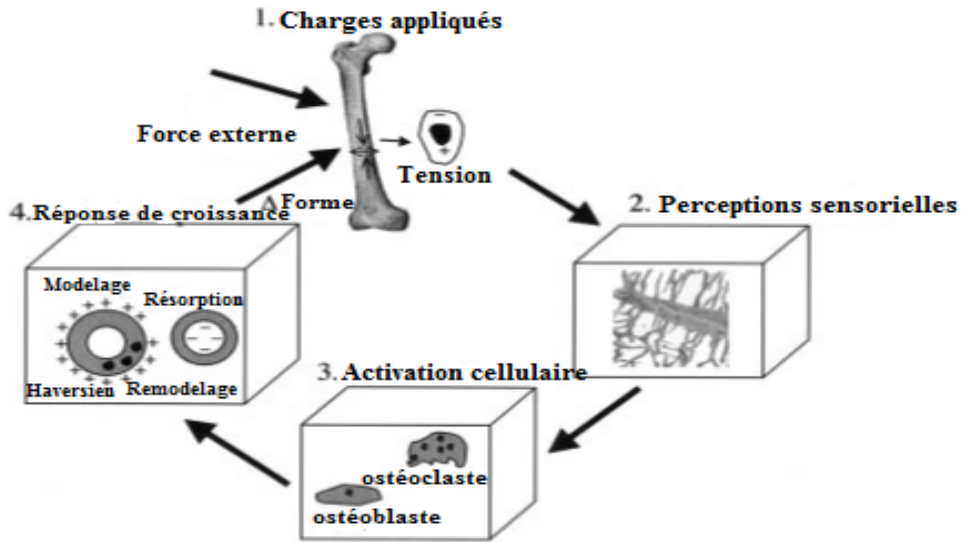 1. Charges appliqués
Force externe
Tension
Δ Forme
2. Perceptions sensorielles
3. Activation cellulaire
ostéoclaste
ostéoblaste
4. Réponse de croissance
Modelage
Résorption
Haversien
Remodelage